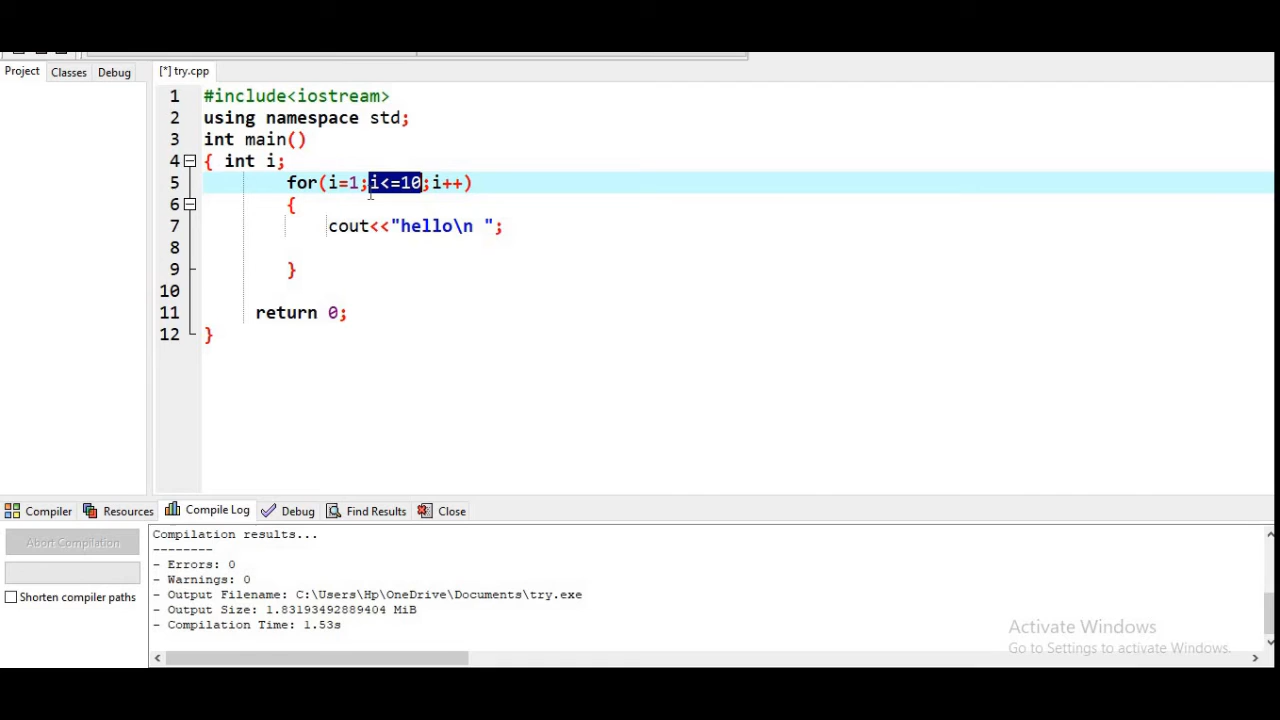 Project Classes Debug [*] try.cpp
1 #include<iostream>
2 using namespace std;
3 int main()
4 { int i;
5 for(i=1;i<=10;i++)
6 {
7 cout<<"hello\n ";
8
9 }
10
11 return 0;
12 }
Compiler Resources Compile Log Debug Find Results Close
Abort Compilation
Shorten compiler paths
Compilation results...
--------
- Errors: 0
- Warnings: 0
- Output Filename: C:\Users\Hp\OneDrive\Documents\try.exe
- Output Size: 1.83193492889404 MiB
- Compilation Time: 1.53s
Activate Windows
Go to Settings to activate Windows.